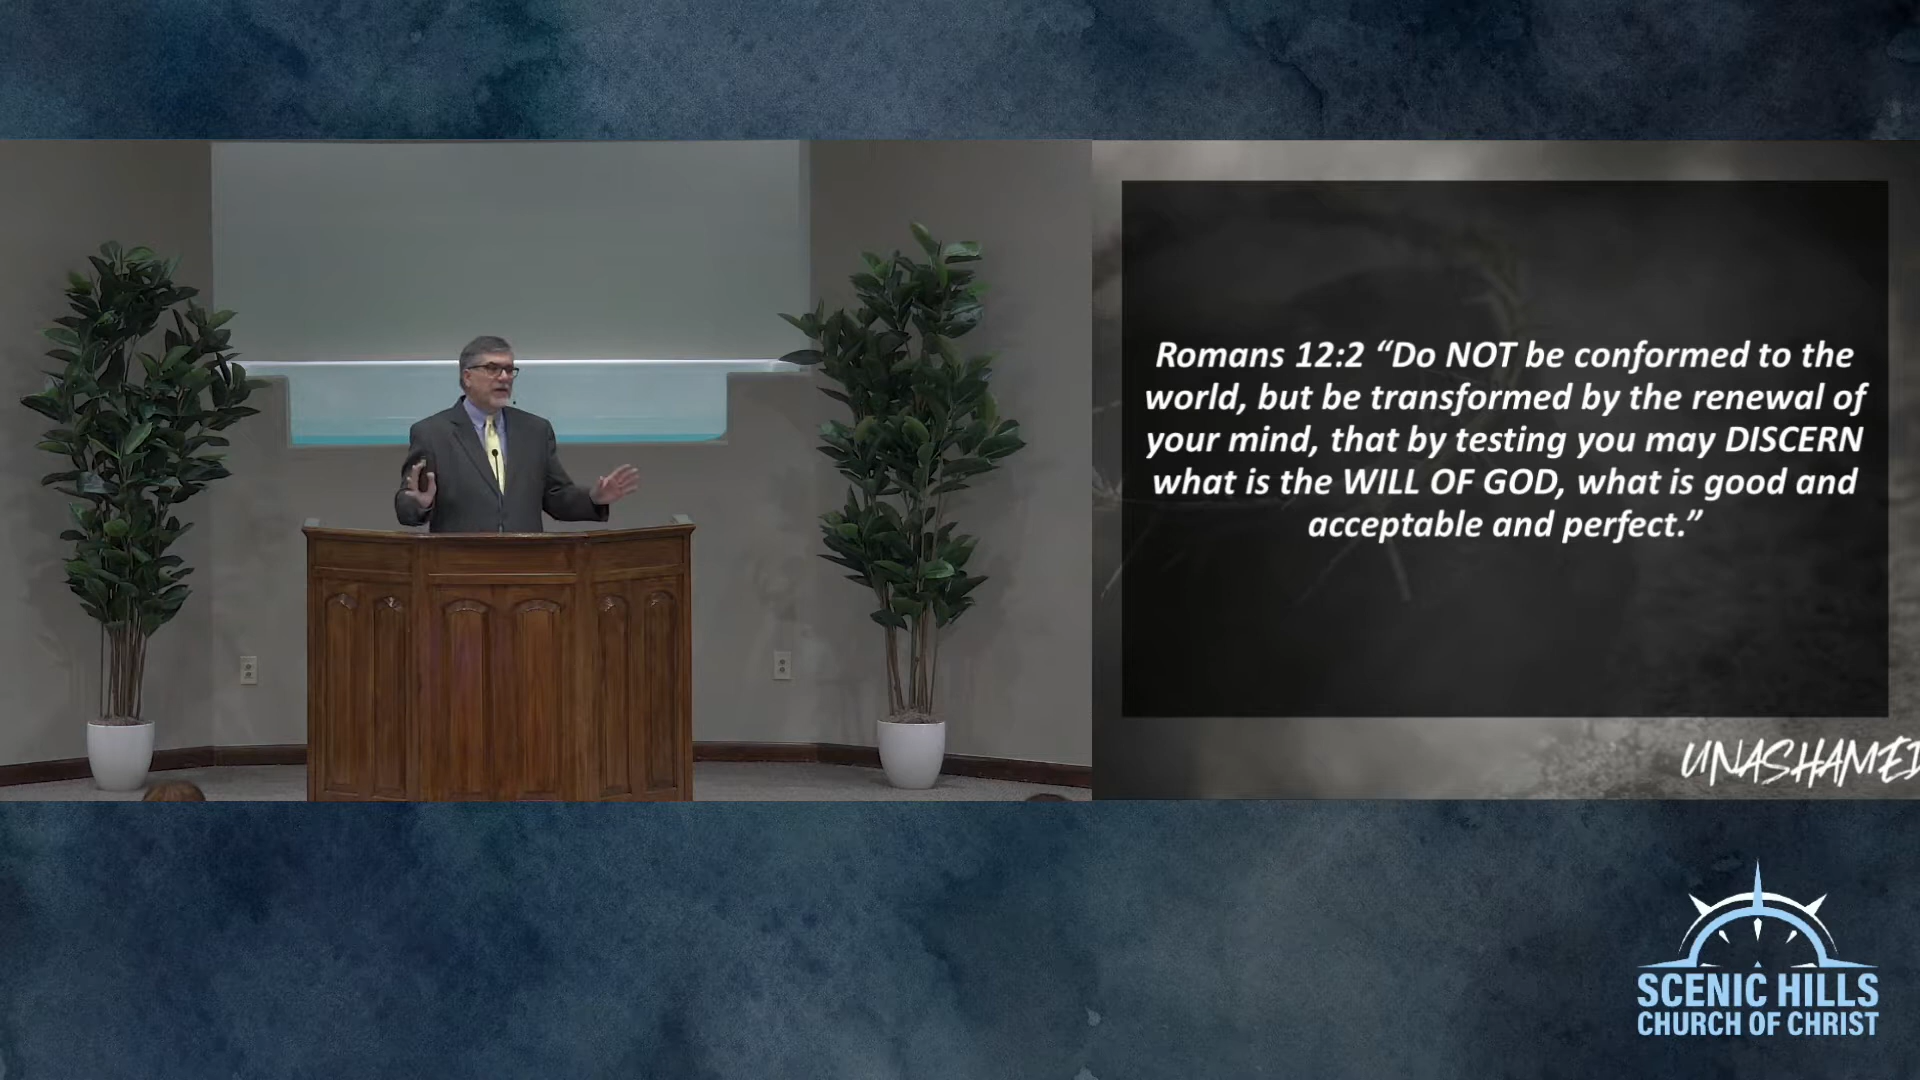 Romans 12:2 “Do NOT be conformed to the
world, but be transformed by the renewal of
your mind, that by testing you may DISCERN
what is the WILL OF GOD, what is good and
acceptable and perfect.”
UNASHAMED
SCENIC HILLS
CHURCH OF CHRIST